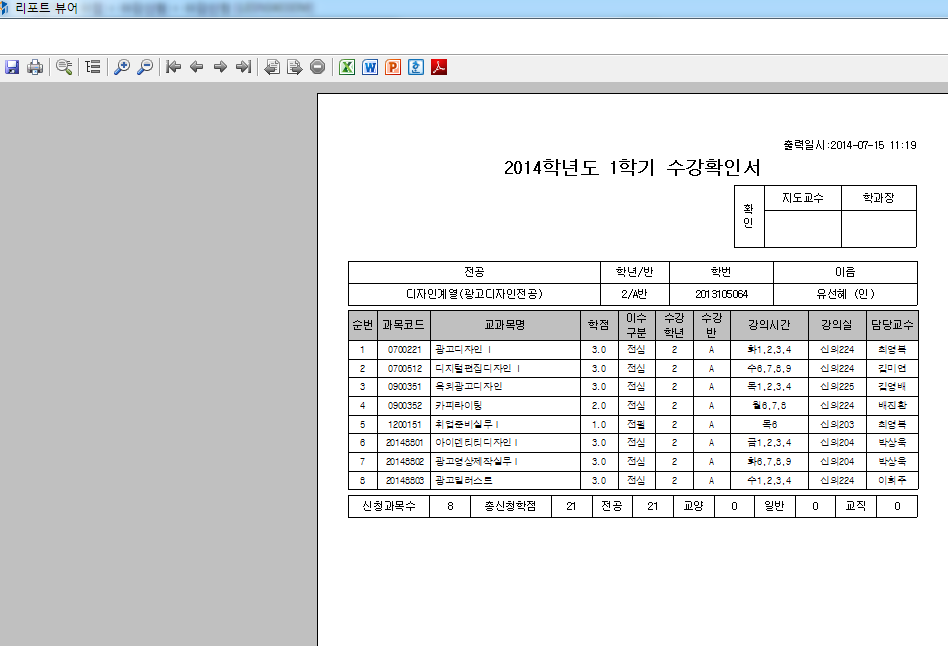 리포트 뷰어
출력일시:2014-07-15 11:19
2014학년도 1학기 수강확인서
확인 지도교수 학과장
전공 학년/반 학번 이름
디자인계열(광고디자인전공) 2/A반 2013105064 유선혜 (인)
순번 과목코드 교과목명 학점 이수구분 수강학년 수강반 강의시간 강의실 담당교수
1 0700221 광고디자인 Ⅰ 3.0 전심 2 A 화1,2,3,4 신의224 최영복
2 0700512 디지털편집디자인 Ⅰ 3.0 전심 2 A 수6,7,8,9 신의224 김미연
3 0900351 옥외광고디자인 3.0 전심 2 A 목1,2,3,4 신의225 김영배
4 0900352 카피라이팅 2.0 전심 2 A 월6,7,8 신의224 배진환
5 1200151 취업준비실무Ⅰ 1.0 전필 2 A 목6 신의203 최영복
6 20148801 아이덴티티디자인Ⅰ 3.0 전심 2 A 금1,2,3,4 신의204 박상욱
7 20148802 광고영상제작실무Ⅰ 3.0 전심 2 A 화6,7,8,9 신의204 박상욱
8 20148803 광고일러스트 3.0 전심 2 A 수1,2,3,4 신의224 이희주
신청과목수 8 총신청학점 21 전공 21 교양 0 일반 0 교직 0